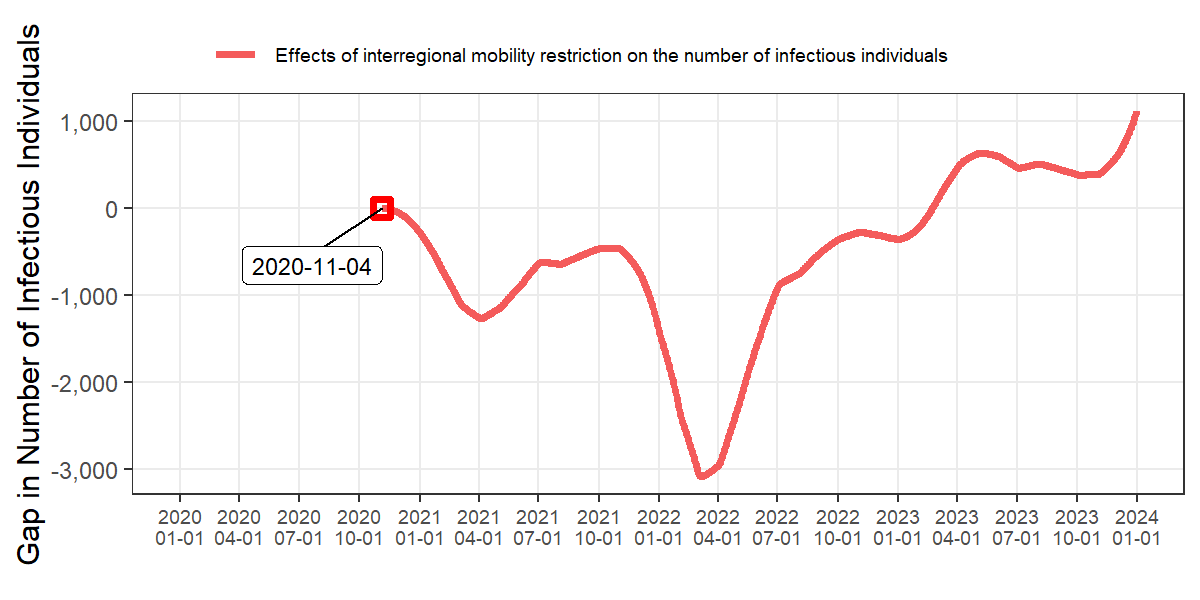 Effects of interregional mobility restriction on the number of infectious individuals
Gap in Number of Infectious Individuals
1,000
0
-1,000
-2,000
-3,000
2020-11-04
2020 2020 2020 2020 2021 2021 2021 2021 2022 2022 2022 2022 2023 2023 2023 2023 2024
01-01 04-01 07-01 10-01 01-01 04-01 07-01 10-01 01-01 04-01 07-01 10-01 01-01 04-01 07-01 10-01 01-01